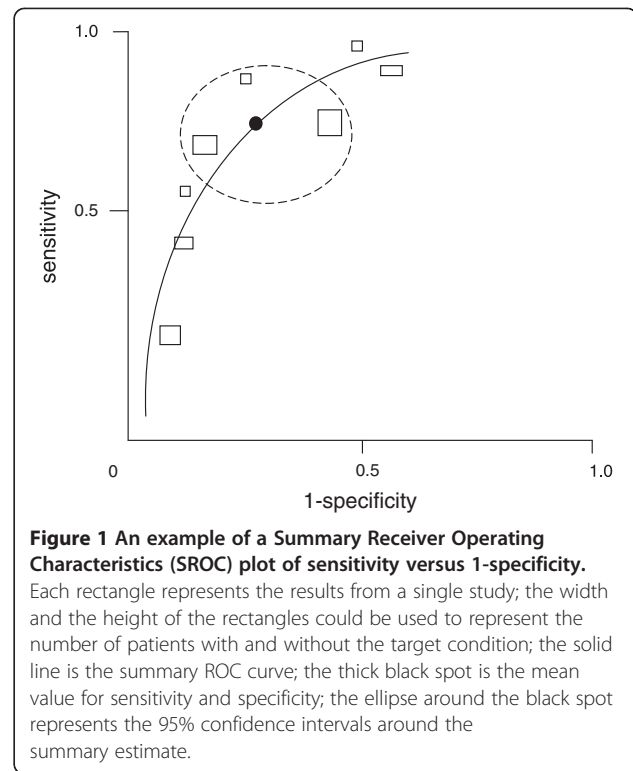 1.0
sensitivity
0.5
0
0.5
1.0
1-specificity
Figure 1 An example of a Summary Receiver Operating
Characteristics (SROC) plot of sensitivity versus 1-specificity.
Each rectangle represents the results from a single study; the width
and the height of the rectangles could be used to represent the
number of patients with and without the target condition; the solid
line is the summary ROC curve; the thick black spot is the mean
value for sensitivity and specificity; the ellipse around the black spot
represents the 95% confidence intervals around the
summary estimate.